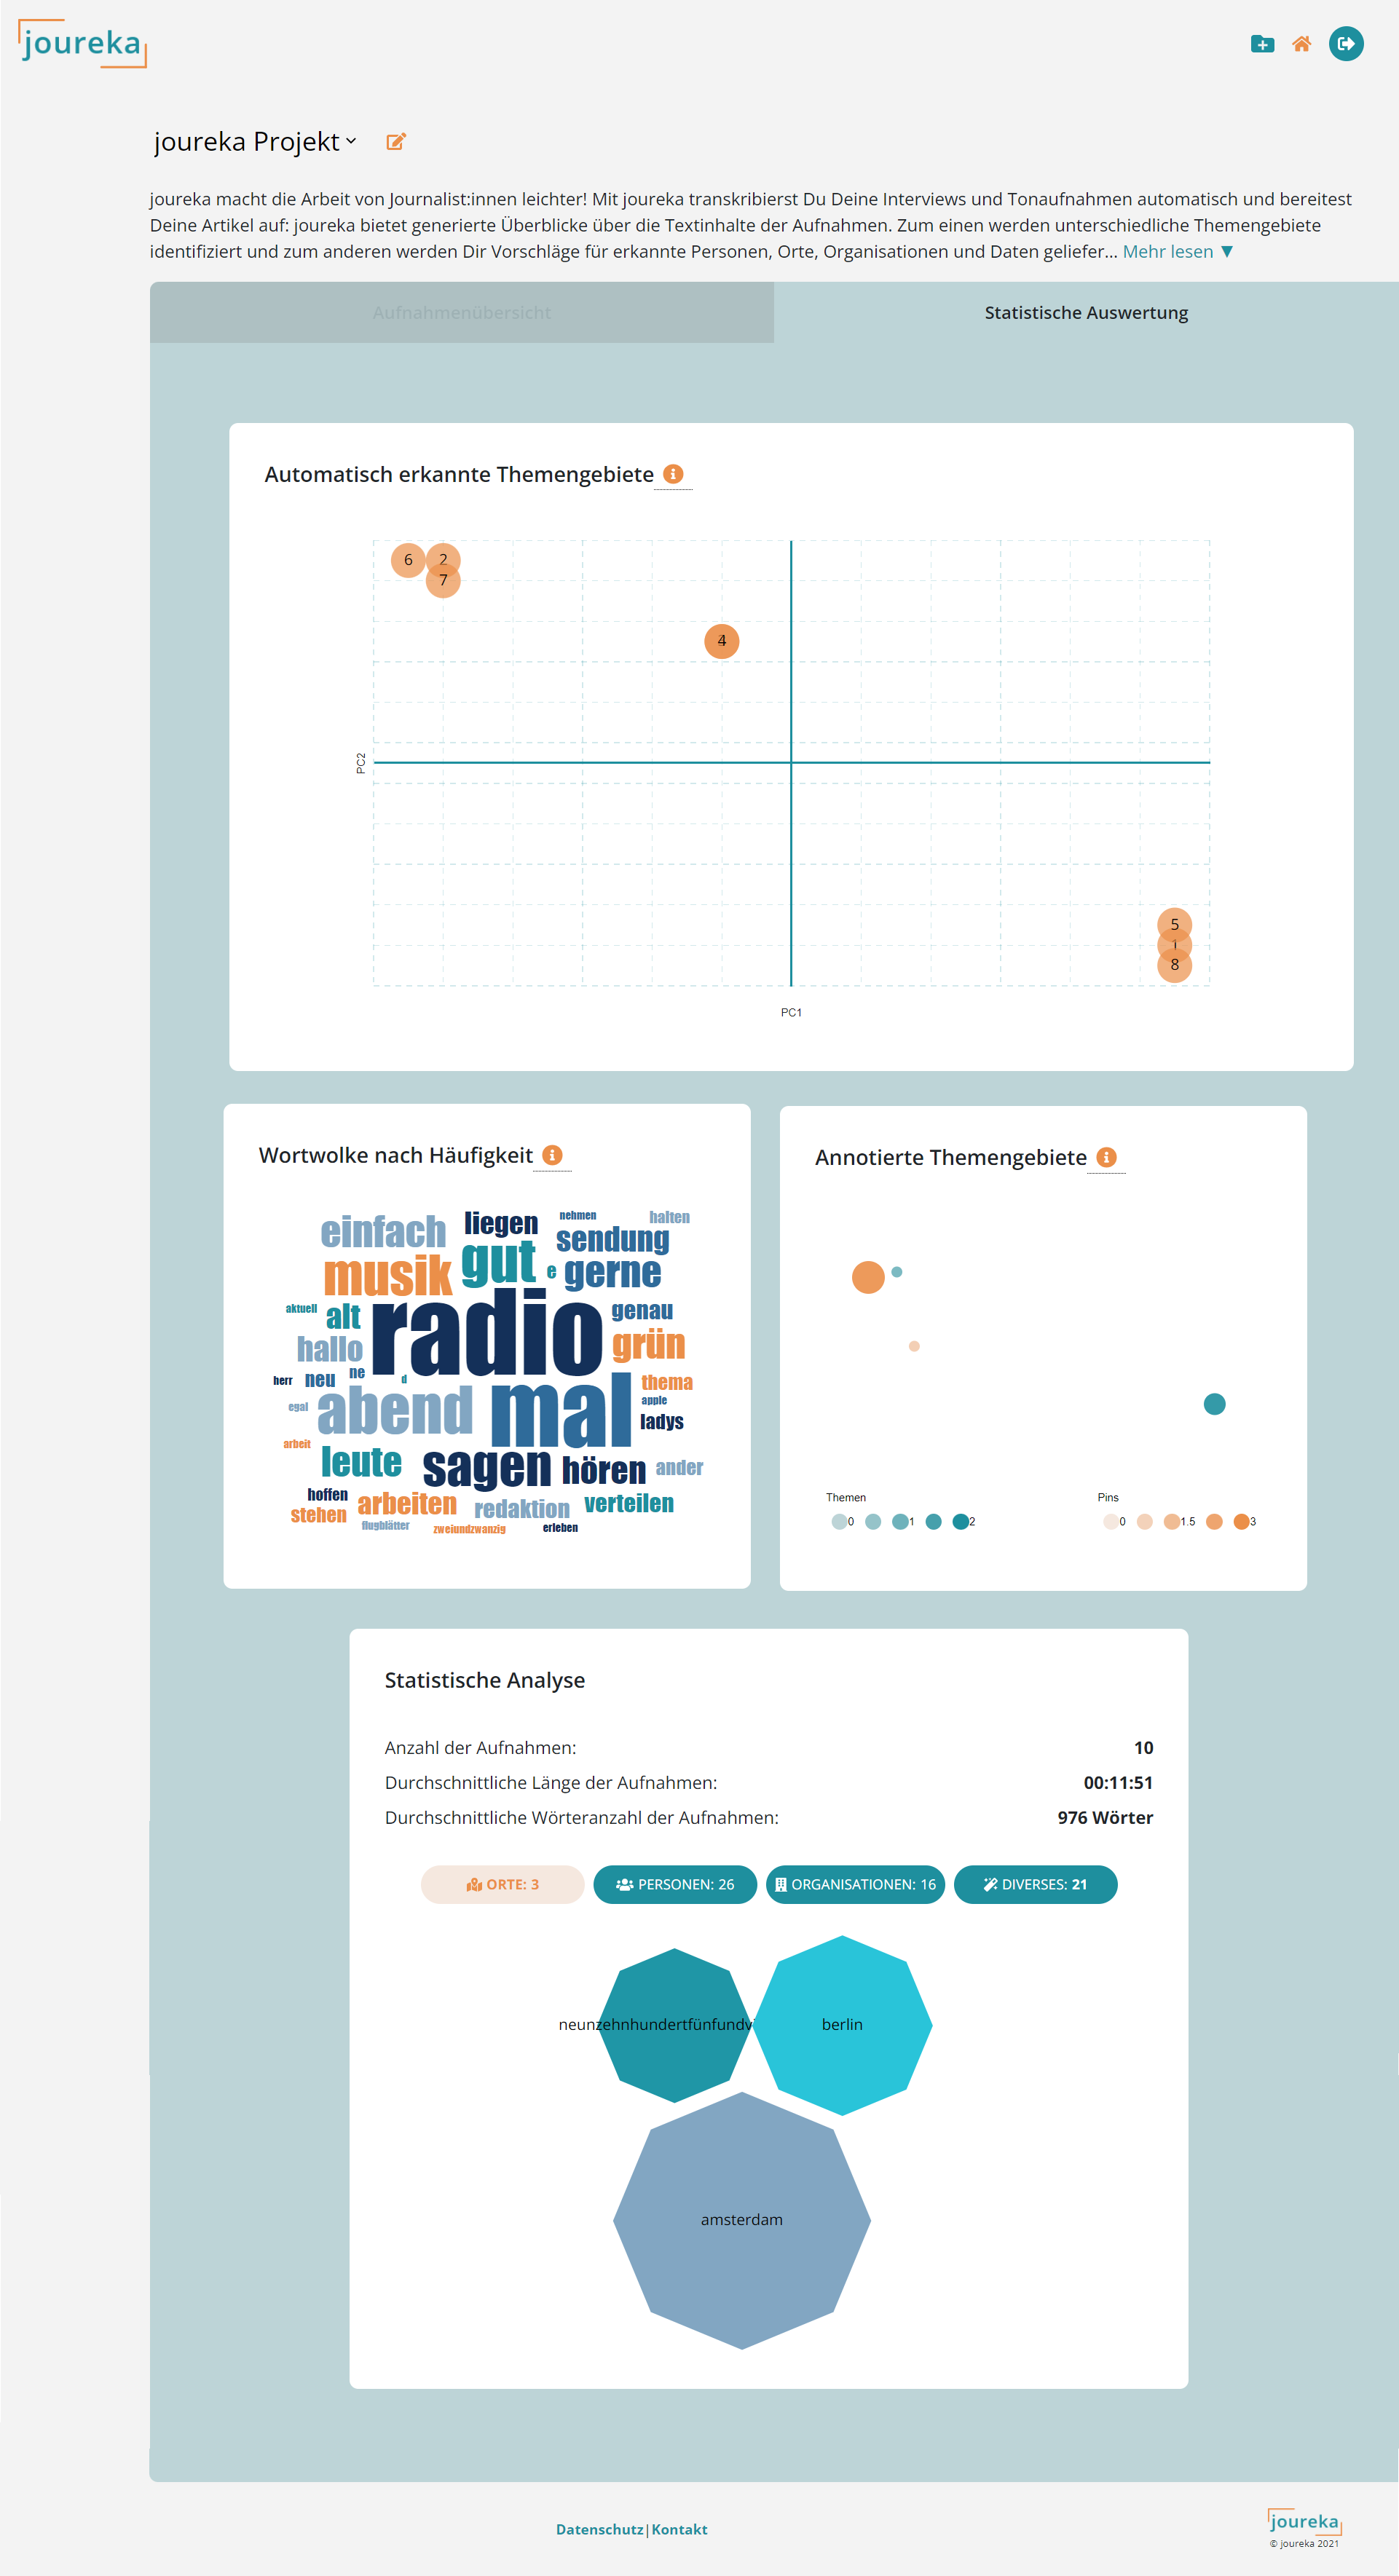 joureka
joureka Projekt
joureka macht die Arbeit von Journalist:innen leichter! Mit joureka transkribierst Du Deine Interviews und Tonaufnahmen automatisch und bereitest
Deine Artikel auf: joureka bietet generierte Überblicke über die Textinhalte der Aufnahmen. Zum einen werden unterschiedliche Themengebiete
identifiziert und zum anderen werden Dir Vorschläge für erkannte Personen, Orte, Organisationen und Daten geliefer... Mehr lesen ▼
Aufnahmenübersicht
Statistische Auswertung
Automatisch erkannte Themengebiete
6
2
7
4
PC2
5
1
8
PC1
Wortwolke nach Häufigkeit
einfach
liegen
nehmen
halten
sendung
musik
gut
e
gerne
aktuell
alt
radio
genau
hallo
grün
herr
neu
ne
d
thema
egal
abend
mal
apple
ladys
arbeit
leute
sagen
hören
ander
hoffen
stehen
arbeiten
redaktion
verteilen
flugblätter
zweiundzwanzig
erleben
Annotierte Themengebiete
Themen
0 1 2
Pins
0 1.5 3
Statistische Analyse
Anzahl der Aufnahmen: 10
Durchschnittliche Länge der Aufnahmen: 00:11:51
Durchschnittliche Wörteranzahl der Aufnahmen: 976 Wörter
ORTE: 3
PERSONEN: 26
ORGANISATIONEN: 16
DIVERSES: 21
neunzehnhundertfünfundv
berlin
amsterdam
Datenschutz|Kontakt
joureka
© joureka 2021